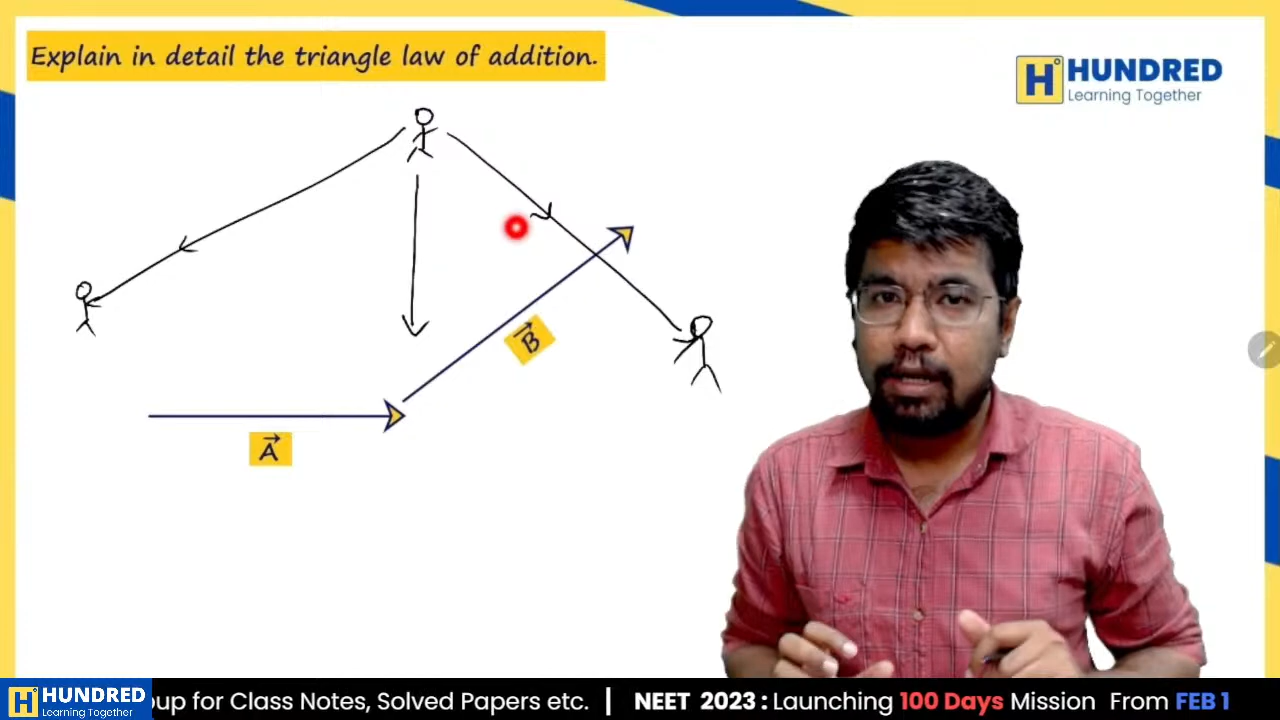 Explain in detail the triangle law of addition.
H° HUNDRED
Learning Together
B
A
H° HUNDRED
Learning Together
oup for Class Notes, Solved Papers etc. | NEET 2023 : Launching 100 Days Mission From FEB 1